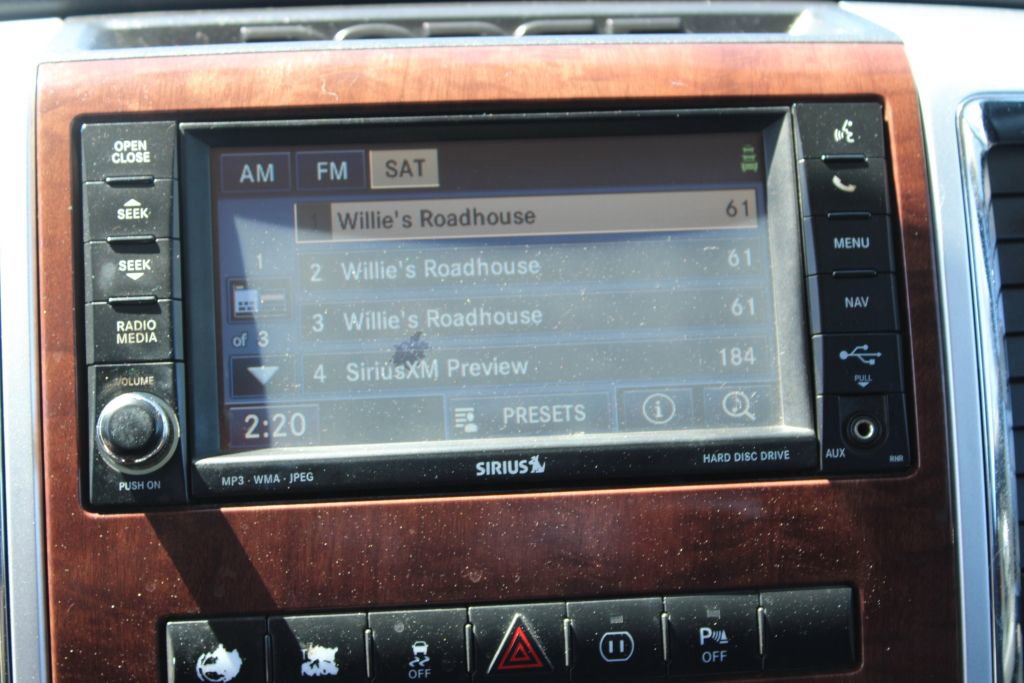 DODGE
OPEN
CLOSE
SEEK
SEEK
RADIO
MEDIA
VOLUME
PUSH ON
AM FM SAT
1 Willie's Roadhouse 61
2 Willie's Roadhouse 61
3 Willie's Roadhouse 61
4 SiriusXM Preview 184
1
of 3
2:20 PRESETS i
MP3 · WMA · JPEG
SIRIUS
HARD DISC DRIVE
MENU
NAV
PULL
AUX
RNR
OFF
P
OFF